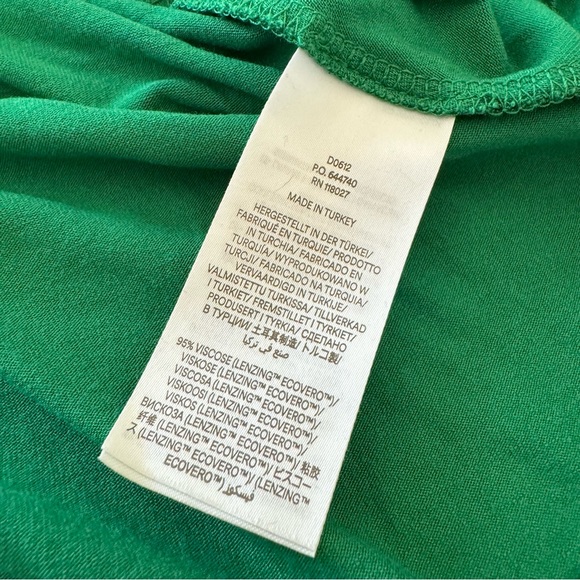 D0612
P.O. 644740
RN 118027
MADE IN TURKEY
HERGESTELLT IN DER TÜRKEI/
FABRIQUÉ EN TURQUIE/ PRODOTTO
IN TURCHIA/ FABRICADO EN
TURQUÍA/ WYPRODUKOWANO W
TURCJI/ FABRICADO NA TURQUIA/
VERVAARDIGD IN TURKIJE/
VALMISTETTU TURKISSA/ TILLVERKAD
I TURKIET/ FREMSTILLET I TYRKIET/
PRODUSERT I TYRKIA/ СДЕЛАНО
В ТУРЦИИ/ 土耳其制造/ トルコ製/
صنع في تركيا
95% VISCOSE (LENZING™ ECOVERO™)/
VISKOSE (LENZING™ ECOVERO™)/
VISCOSA (LENZING™ ECOVERO™)/
VISKOOSI (LENZING™ ECOVERO™)/
VISKOS (LENZING™ ECOVERO™)/
ВИСКОЗА (LENZING™ ECOVERO™)/ 粘胶
纤维 (LENZING™ ECOVERO™)/ ビスコー
ス (LENZING™ ECOVERO™)/ (LENZING™
ECOVERO™) فيسكوز/